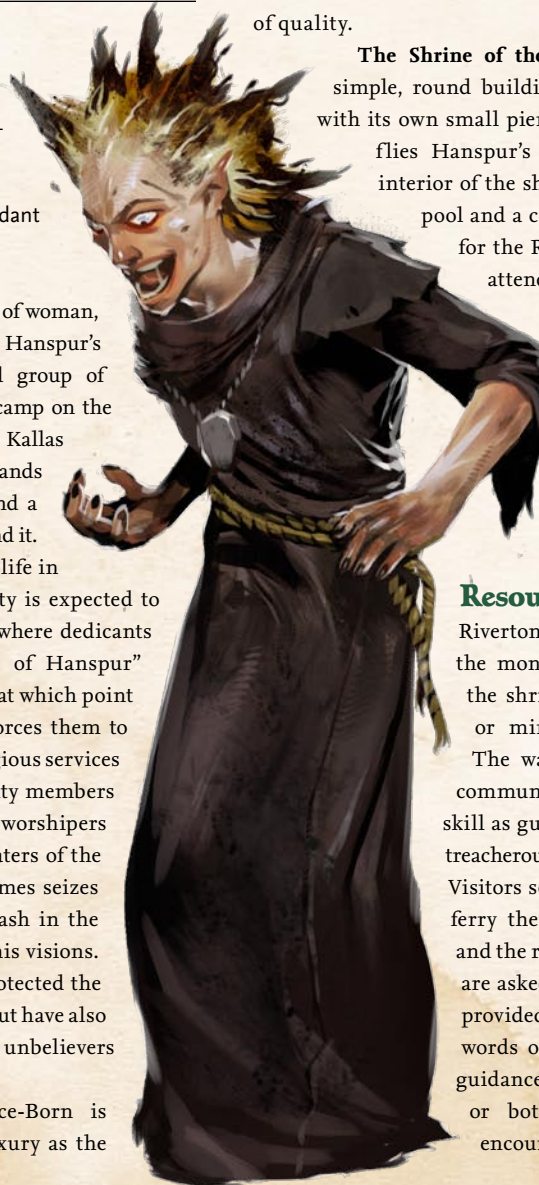 dant
of woman,
Hanspur's
l group of
camp on the
Kallas
ands
nd a
nd it.
life in
ty is expected to
where dedicants
of Hanspur”
at which point
orces them to
gious services
ty members
worshipers
nters of the
mes seizes
ash in the
his visions.
otected the
ut have also
unbelievers
ce-Born is
xury as the
of quality.
The Shrine of the
simple, round buildi
with its own small pier
flies Hanspur's
interior of the sh
pool and a c
for the R
atten
Resou
Riverton
the mon
the shri
or mi
The wa
commun
skill as gu
treacherou
Visitors s
ferry the
and the r
are aske
provided
words o
guidance
or bot
encou